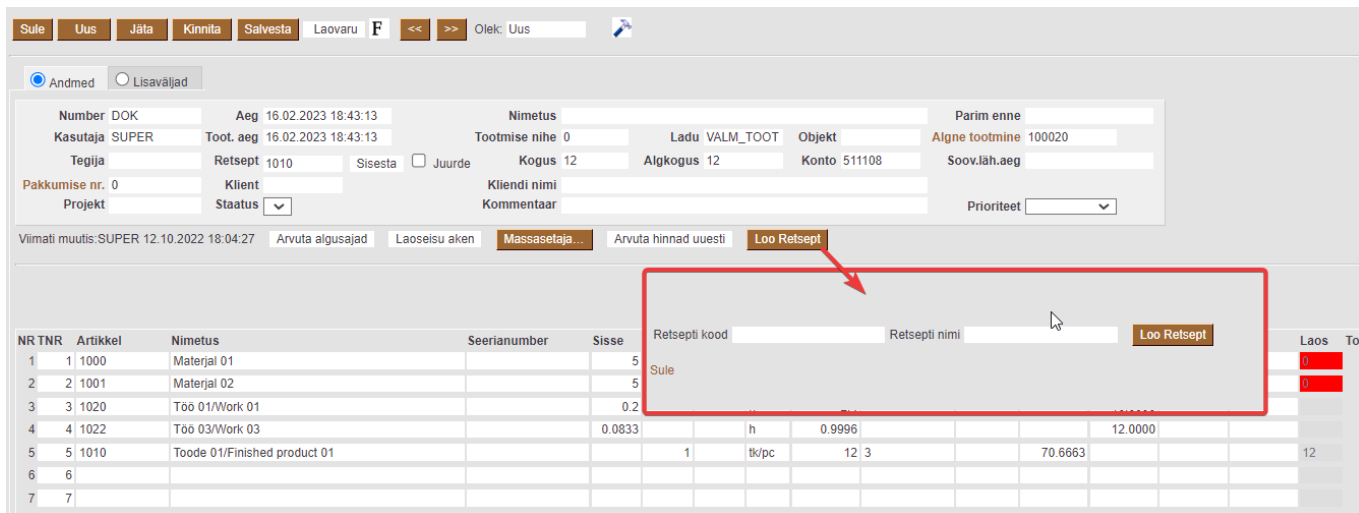 Sule Uus Jäta Kinnita Salvesta Laovaru F << >> Olek: Uus
Andmed Lisaväljad
Number DOK Aeg 16.02.2023 18:43:13 Nimetus Parim enne
Kasutaja SUPER Toot. aeg 16.02.2023 18:43:13 Tootmise nihe 0 Ladu VALM_TOOT Objekt Algne tootmine 100020
Tegija Retsept 1010 Sisesta Juurde Kogus 12 Algkogus 12 Konto 511108 Soov.läh.aeg
Pakkumise nr. 0 Klient Kliendi nimi
Projekt Staatus Kommentaar Prioriteet
Viimati muutis:SUPER 12.10.2022 18:04:27 Arvuta algusajad Laoseisu aken Massasetaja... Arvuta hinnad uuesti Loo Retsept
Retsepti kood Retsepti nimi Loo Retsept
Sule
NR TNR Artikkel Nimetus Seerianumber Sisse Laos To
1 1 1000 Materjal 01 5 0
2 2 1001 Materjal 02 5 0
3 3 1020 Töö 01/Work 01 0.2
4 4 1022 Töö 03/Work 03 0.0833 h 0.9996 12.0000
5 5 1010 Toode 01/Finished product 01 1 tk/pc 12 3 70.6663 12
6 6
7 7